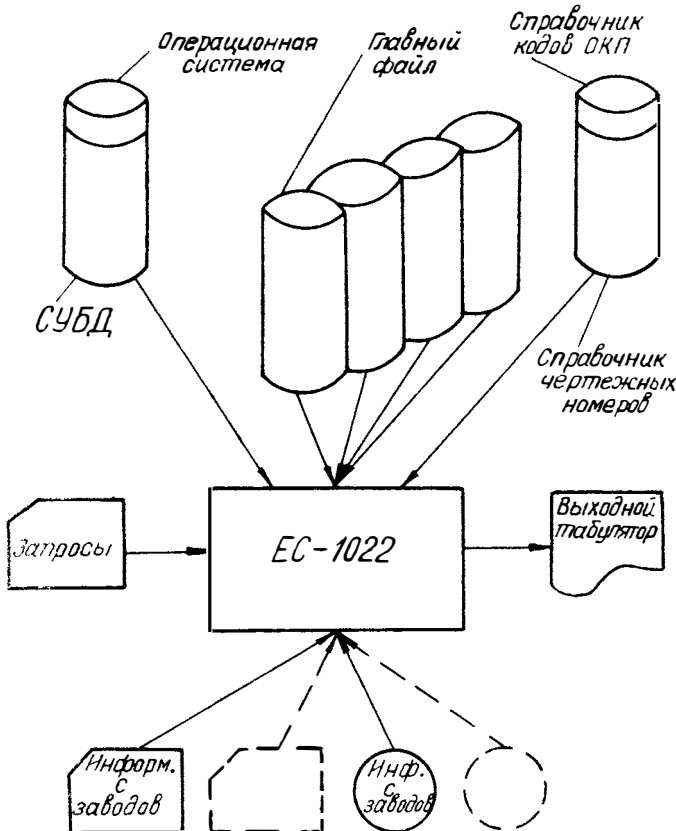 Операционная
система
Главный
файл
Справочник
кодов ОКП
СУБД
Справочник
чертежных
номеров
Запросы
ЕС-1022
Выходной
табулятор
Информ.
с
заводов
Инф.
с
заводов